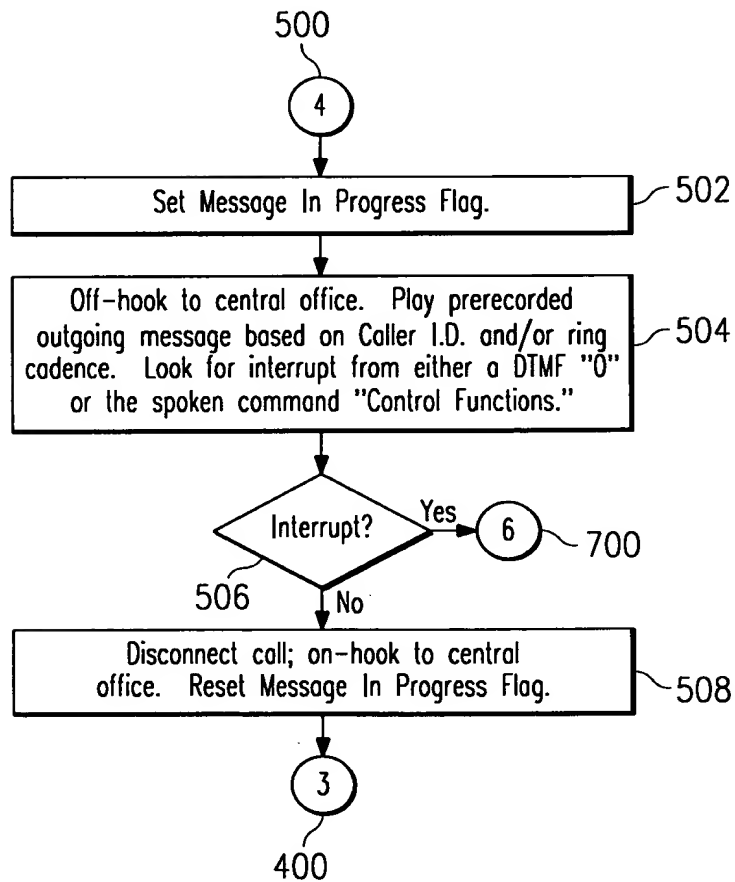 500
4
Set Message In Progress Flag.
502
Off-hook to central office. Play prerecorded
outgoing message based on Caller I.D. and/or ring
cadence. Look for interrupt from either a DTMF "0"
or the spoken command "Control Functions."
504
Interrupt?
Yes
6
700
506
No
Disconnect call; on-hook to central
office. Reset Message In Progress Flag.
508
3
400